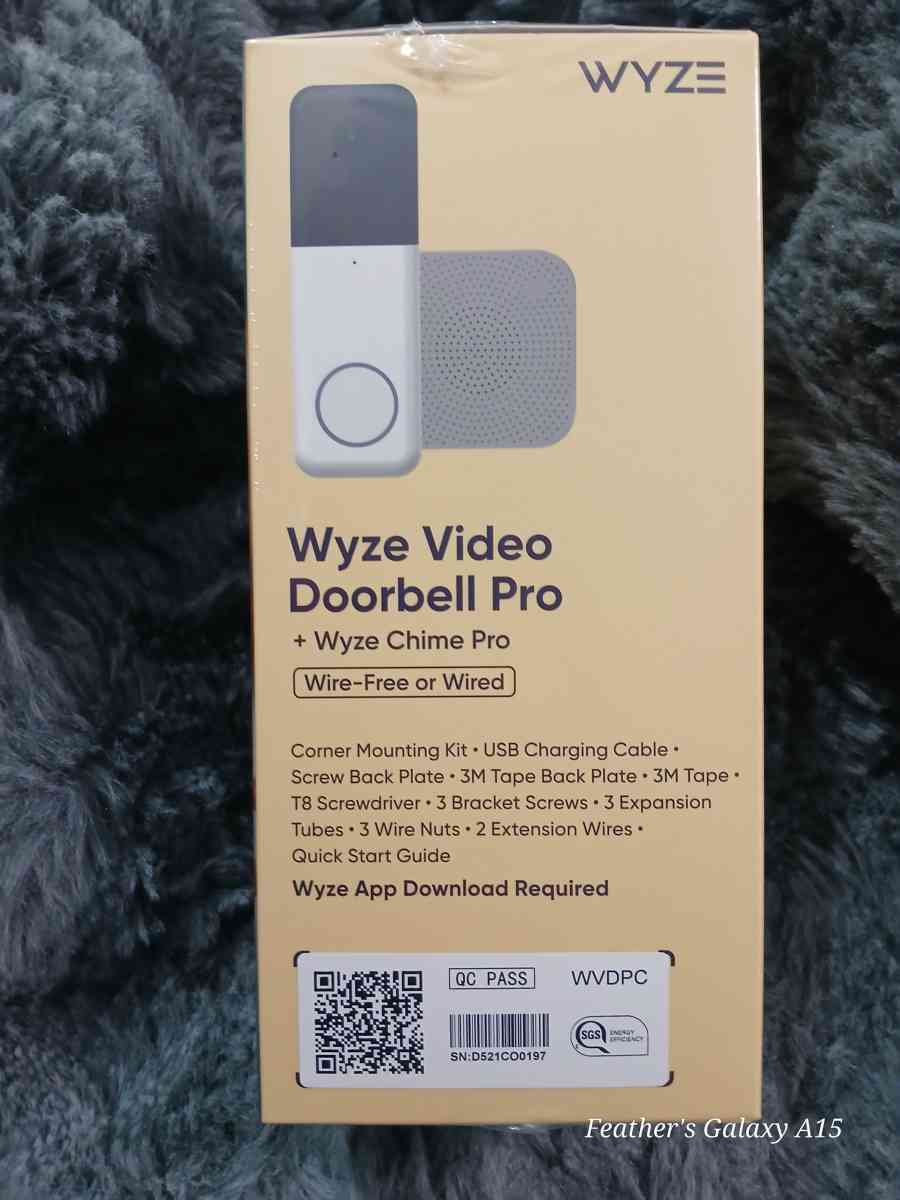 WYZE
Wyze Video
Doorbell Pro
+ Wyze Chime Pro
Wire-Free or Wired
Corner Mounting Kit • USB Charging Cable •
Screw Back Plate • 3M Tape Back Plate • 3M Tape •
T8 Screwdriver • 3 Bracket Screws • 3 Expansion
Tubes • 3 Wire Nuts • 2 Extension Wires •
Quick Start Guide
Wyze App Download Required
QC PASS WVDPC
SGS ENERGY
EFFICIENCY
SN:D521CO0197
Feather's Galaxy A15